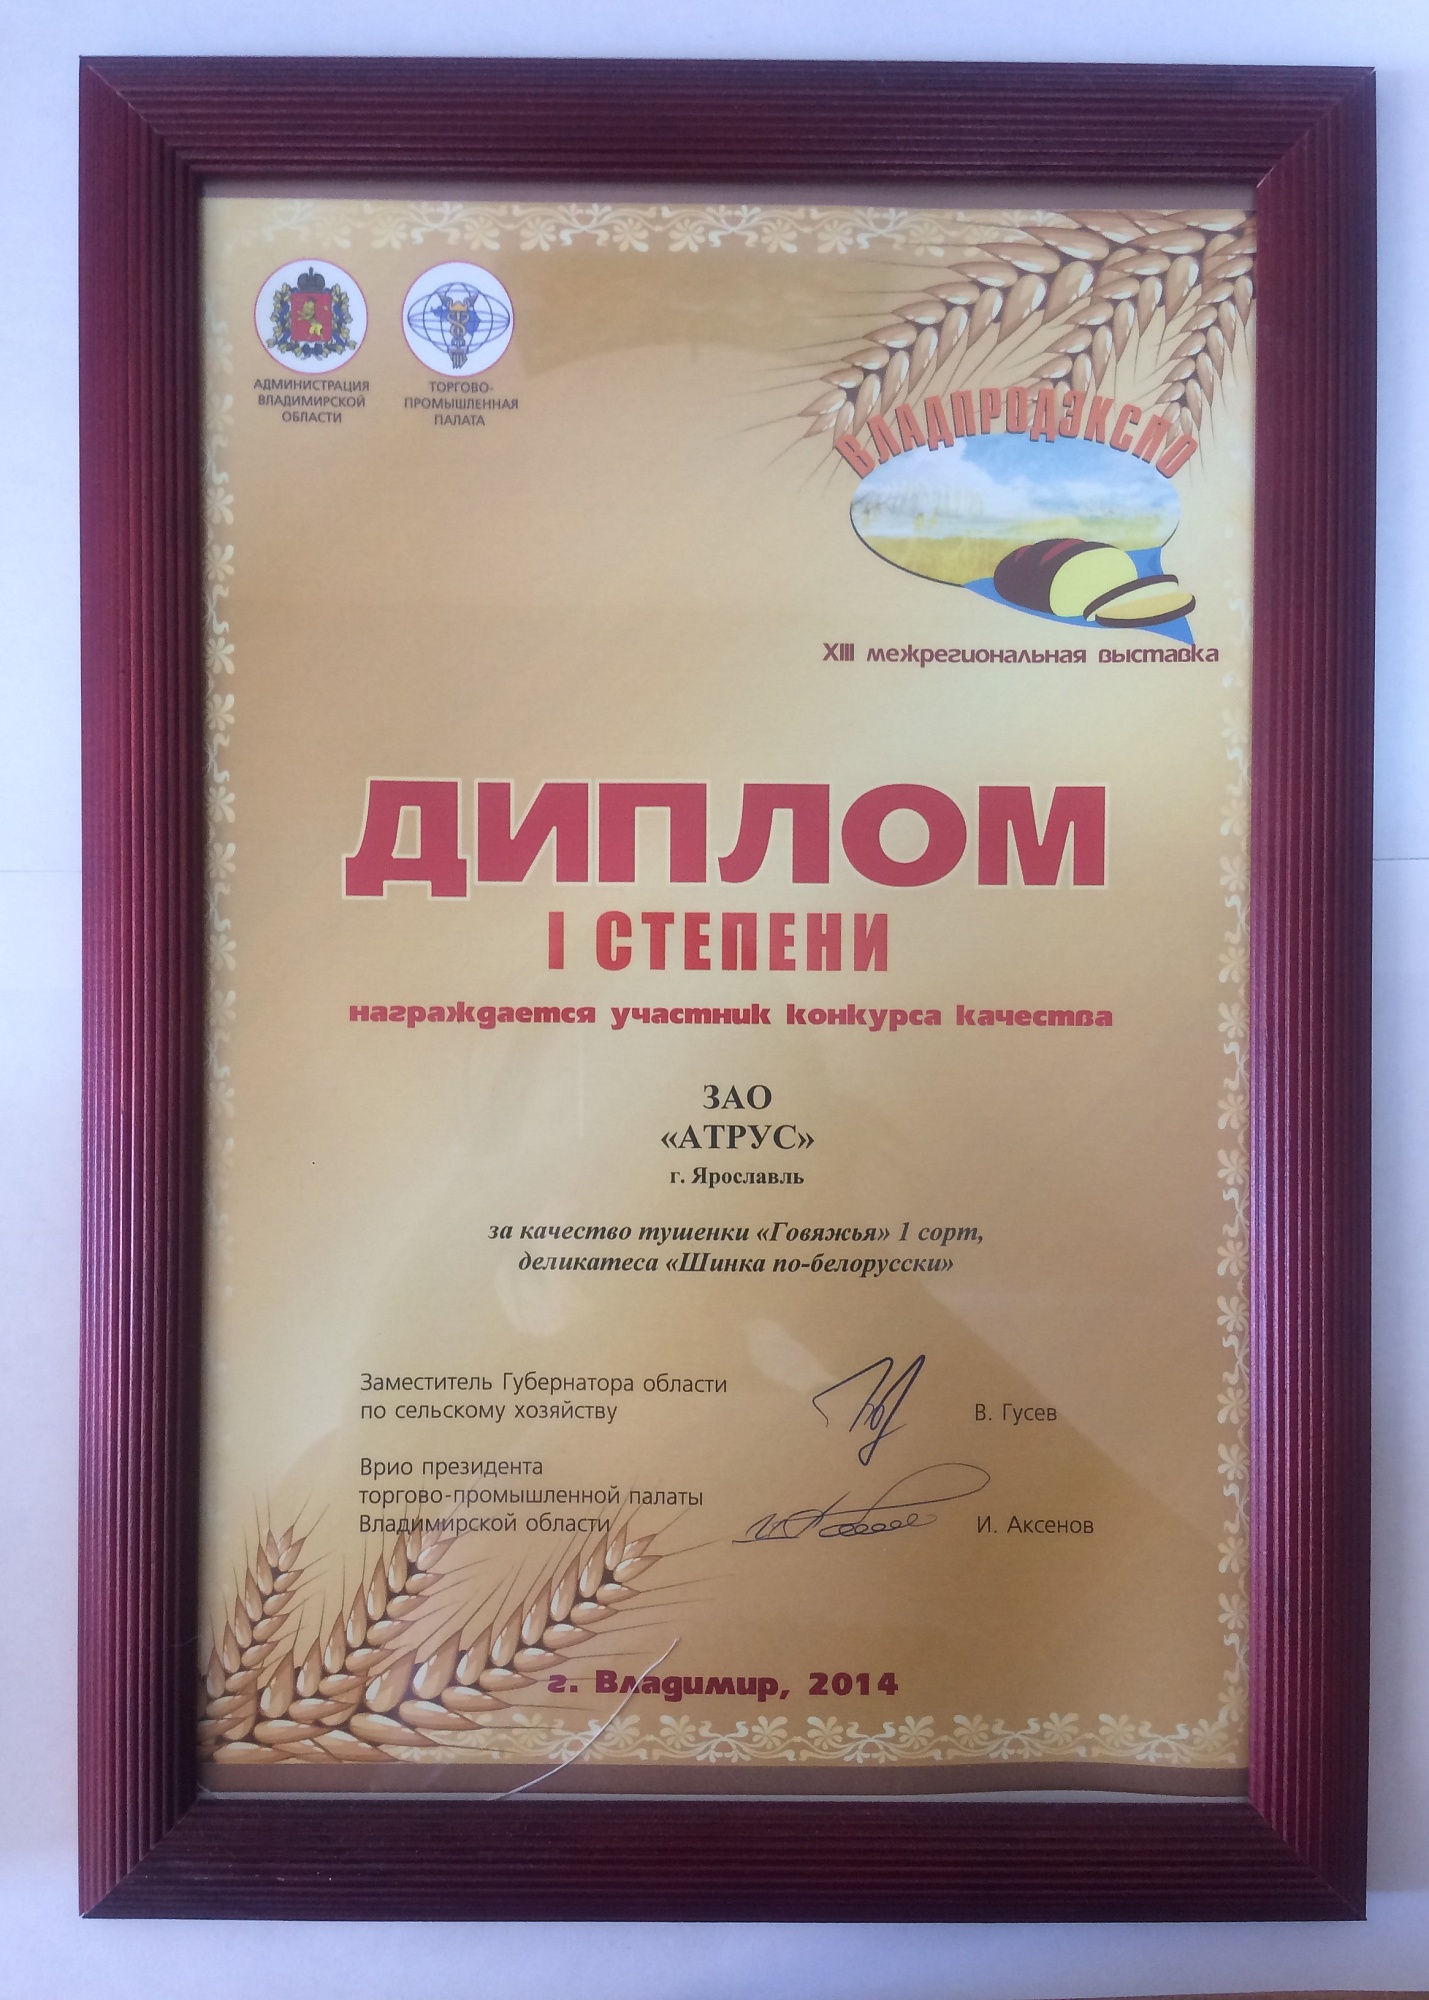 АДМИНИСТРАЦИЯ
ВЛАДИМИРСКОЙ
ОБЛАСТИ
ТОРГОВО-
ПРОМЫШЛЕННАЯ
ПАЛАТА
ВЛАДПРОДЭКСПО
XIII межрегиональная выставка
ДИПЛОМ
I СТЕПЕНИ
награждается участник конкурса качества
ЗАО
«АТРУС»
г. Ярославль
за качество тушенки «Говяжья» 1 сорт,
деликатеса «Шинка по-белорусски»
Заместитель Губернатора области
по сельскому хозяйству
В. Гусев
Врио президента
торгово-промышленной палаты
Владимирской области
И. Аксенов
г. Владимир, 2014